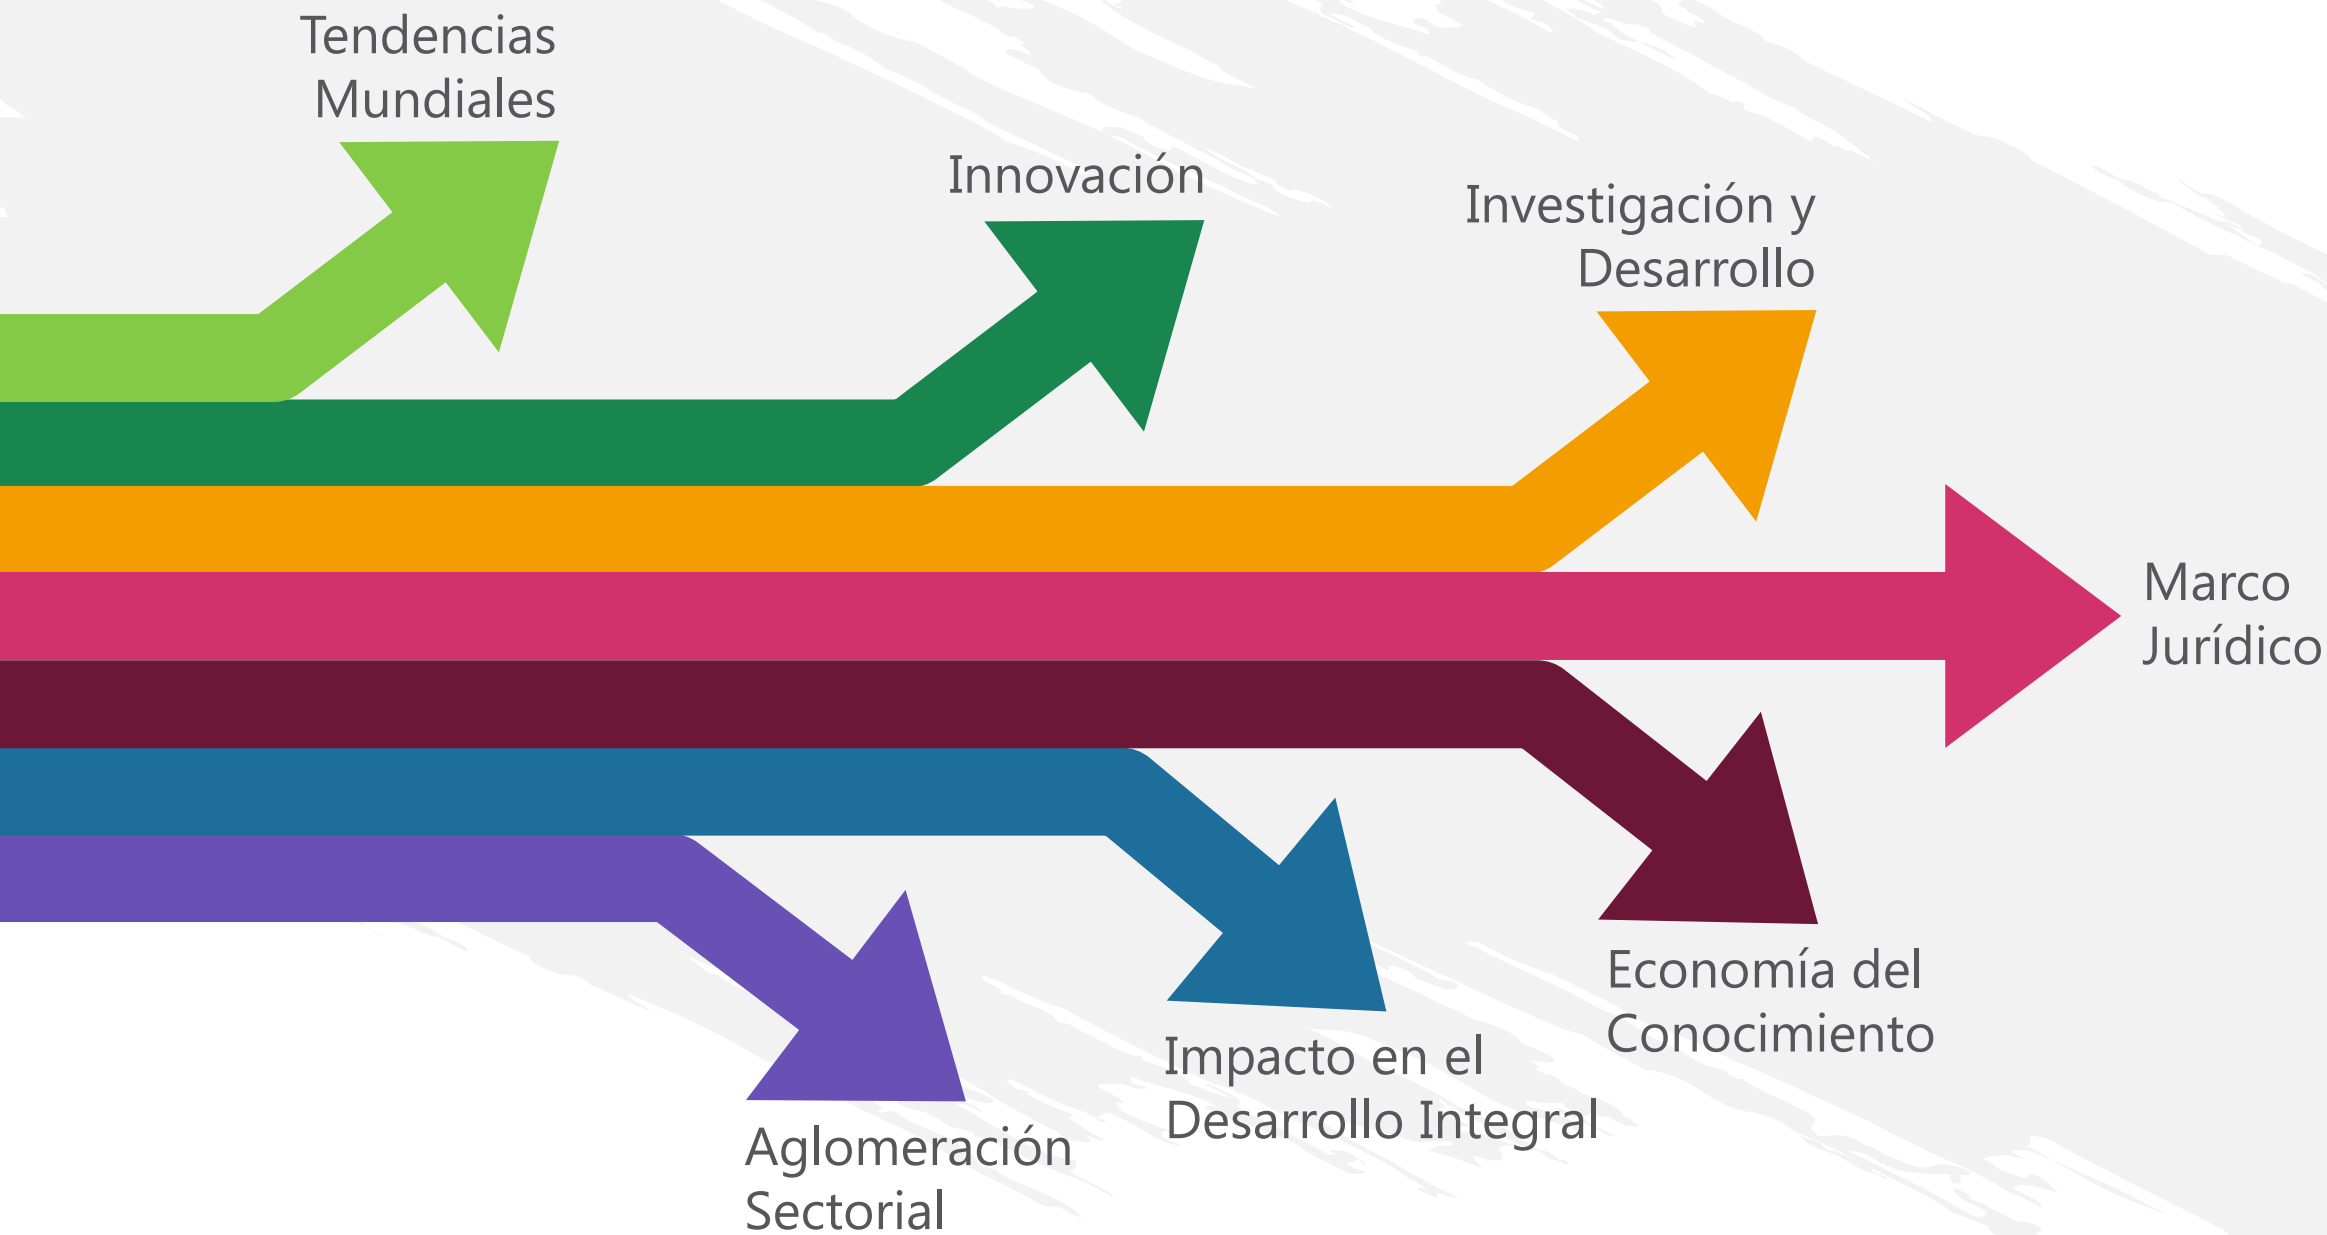 Tendencias
Mundiales
Innovación
Investigación y
Desarrollo
Marco
Jurídico
Economía del
Conocimiento
Impacto en el
Desarrollo Integral
Aglomeración
Sectorial